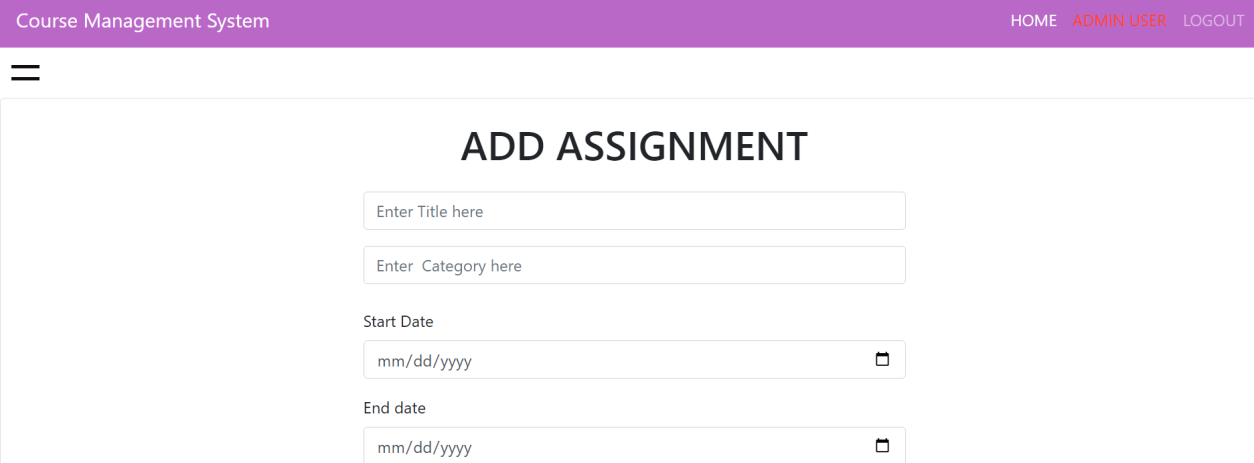 Course Management System HOME ADMIN USER LOGOUT
ADD ASSIGNMENT
Enter Title here
Enter  Category here
Start Date
mm/dd/yyyy
End date
mm/dd/yyyy